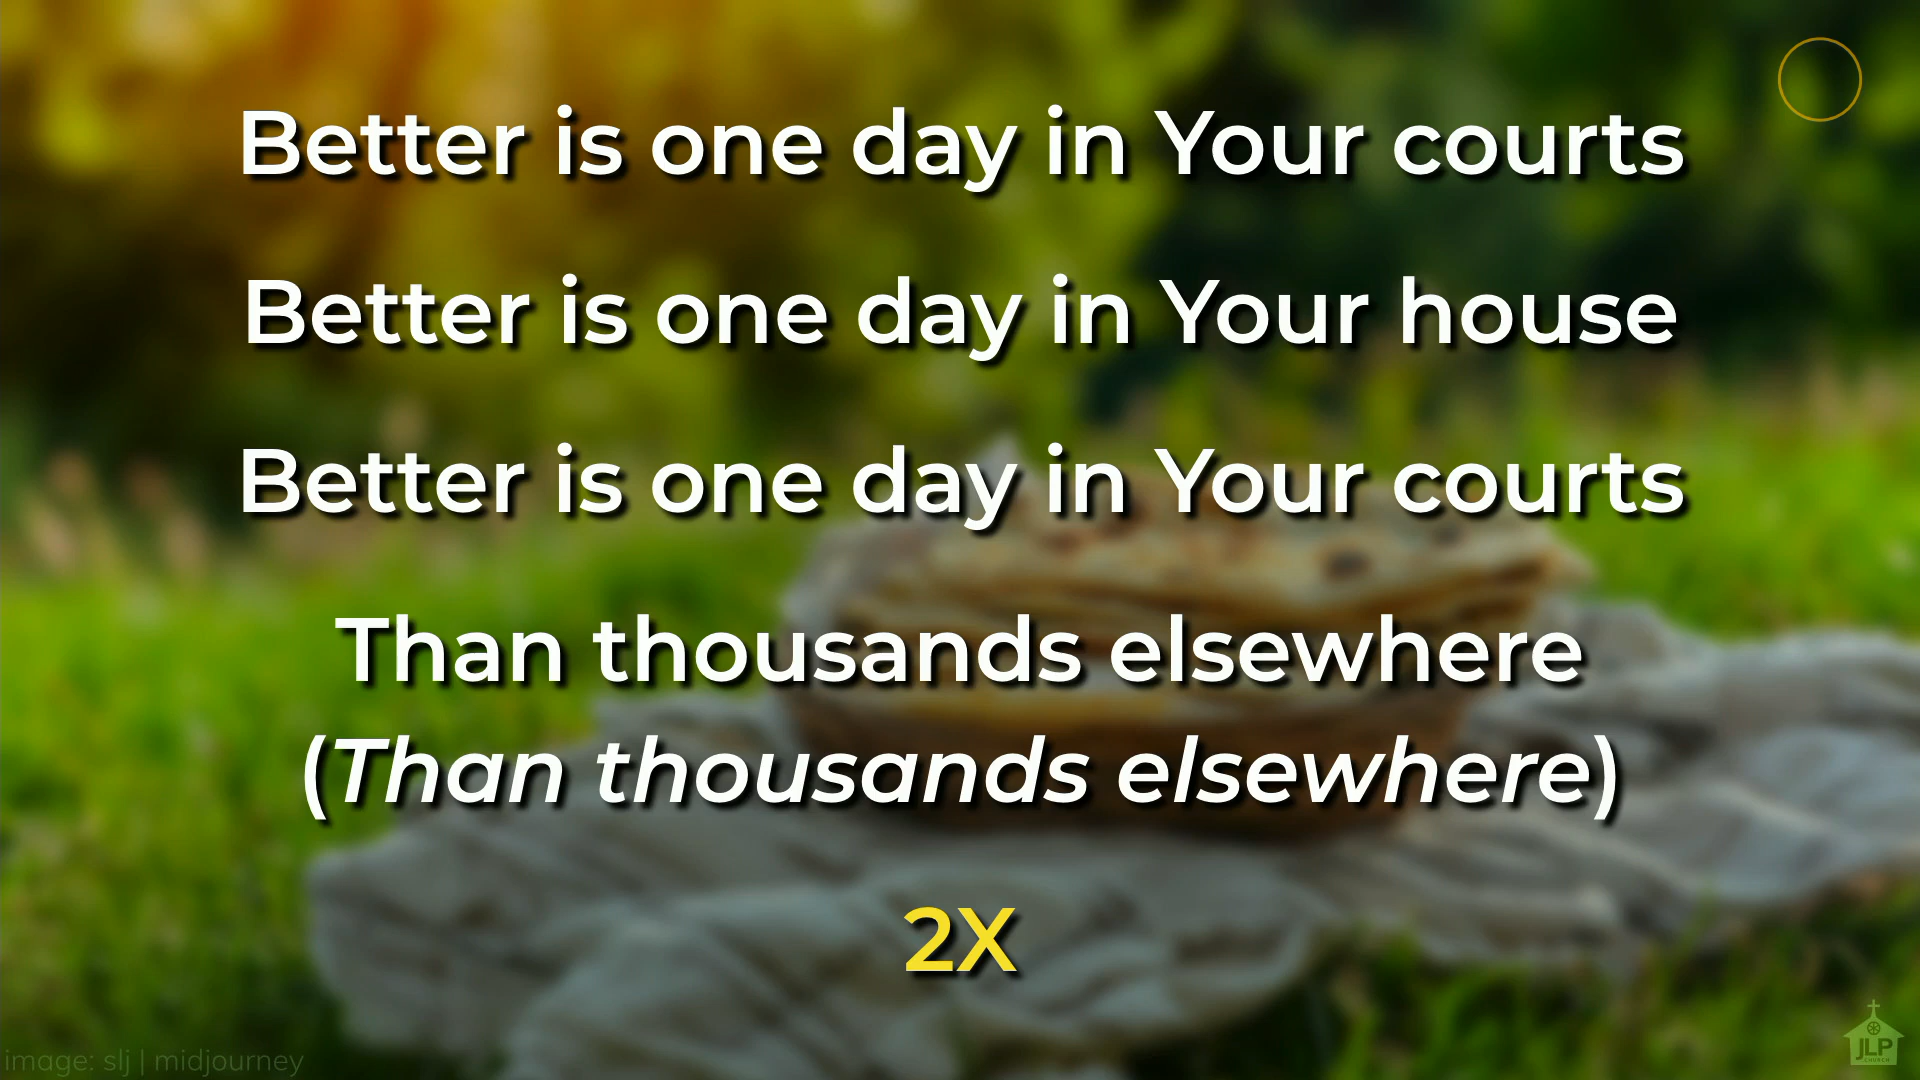 Better is one day in Your courts
Better is one day in Your house
Better is one day in Your courts
Than thousands elsewhere
(Than thousands elsewhere)
2X
image: slj | midjourney
JLP
CHURCH